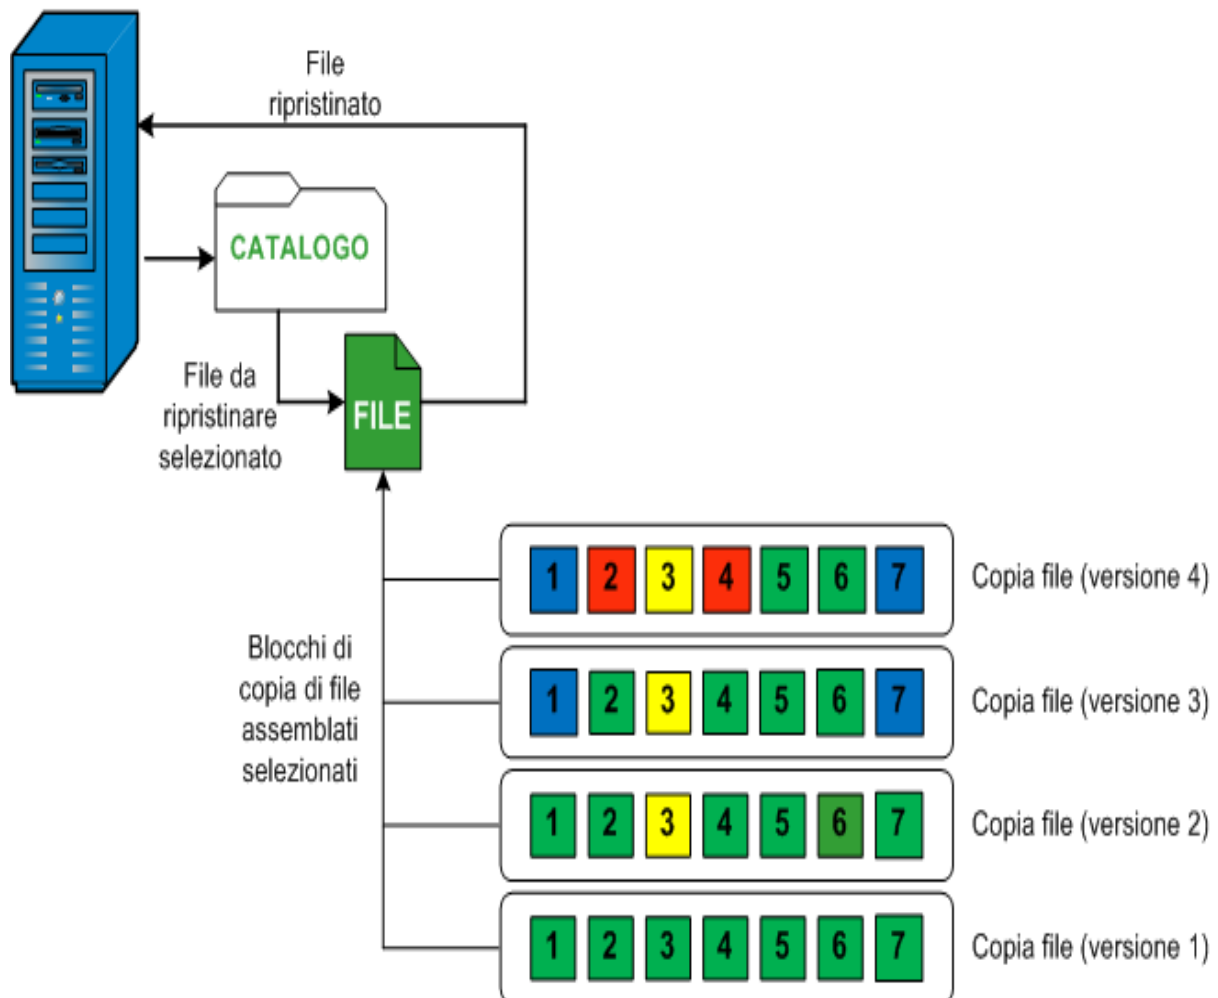 File
ripristinato
CATALOGO
File da
ripristinare
selezionato
FILE
1 2 3 4 5 6 7
Copia file (versione 4)
Blocchi di
copia di file
assemblati
selezionati
1 2 3 4 5 6 7
Copia file (versione 3)
1 2 3 4 5 6 7
Copia file (versione 2)
1 2 3 4 5 6 7
Copia file (versione 1)